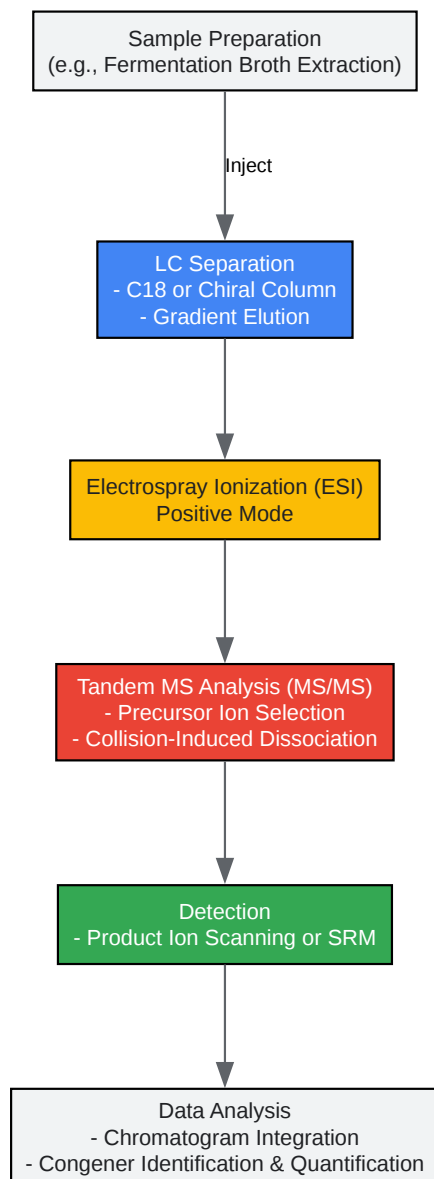 Sample Preparation
(e.g., Fermentation Broth Extraction)
Inject
LC Separation
- C18 or Chiral Column
- Gradient Elution
Electrospray Ionization (ESI)
Positive Mode
Tandem MS Analysis (MS/MS)
- Precursor Ion Selection
- Collision-Induced Dissociation
Detection
- Product Ion Scanning or SRM
Data Analysis
- Chromatogram Integration
- Congener Identification & Quantification